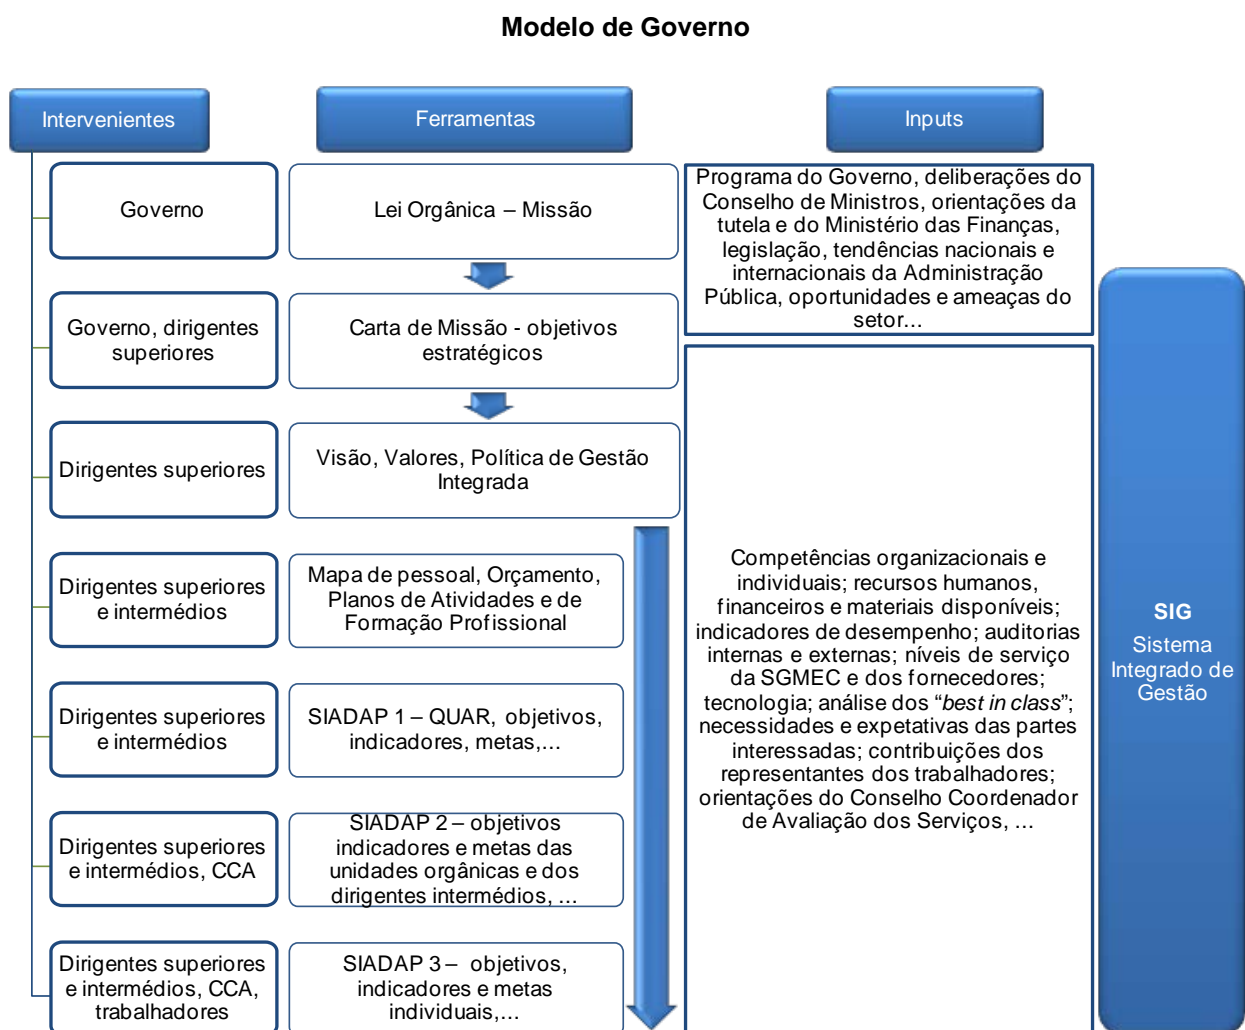 Modelo de Governo
Intervenientes
Ferramentas
Inputs
Governo
Lei Orgânica – Missão
Programa do Governo, deliberações do
Conselho de Ministros, orientações da
tutela e do Ministério das Finanças,
legislação, tendências nacionais e
internacionais da Administração
Pública, oportunidades e ameaças do
setor…
Governo, dirigentes
superiores
Carta de Missão - objetivos
estratégicos
Dirigentes superiores
Visão, Valores, Política de Gestão
Integrada
Dirigentes superiores
e intermédios
Mapa de pessoal, Orçamento,
Planos de Atividades e de
Formação Profissional
Dirigentes superiores
e intermédios
SIADAP 1 – QUAR, objetivos,
indicadores, metas,…
Dirigentes superiores
e intermédios, CCA
SIADAP 2 – objetivos
indicadores e metas das
unidades orgânicas e dos
dirigentes intermédios, …
Dirigentes superiores
e intermédios, CCA,
trabalhadores
SIADAP 3 – objetivos,
indicadores e metas
individuais,…
Competências organizacionais e
individuais; recursos humanos,
financeiros e materiais disponíveis;
indicadores de desempenho; auditorias
internas e externas; níveis de serviço
da SGMEC e dos fornecedores;
tecnologia; análise dos “best in class”;
necessidades e expetativas das partes
interessadas; contribuições dos
representantes dos trabalhadores;
orientações do Conselho Coordenador
de Avaliação dos Serviços, …
SIG
Sistema
Integrado de
Gestão